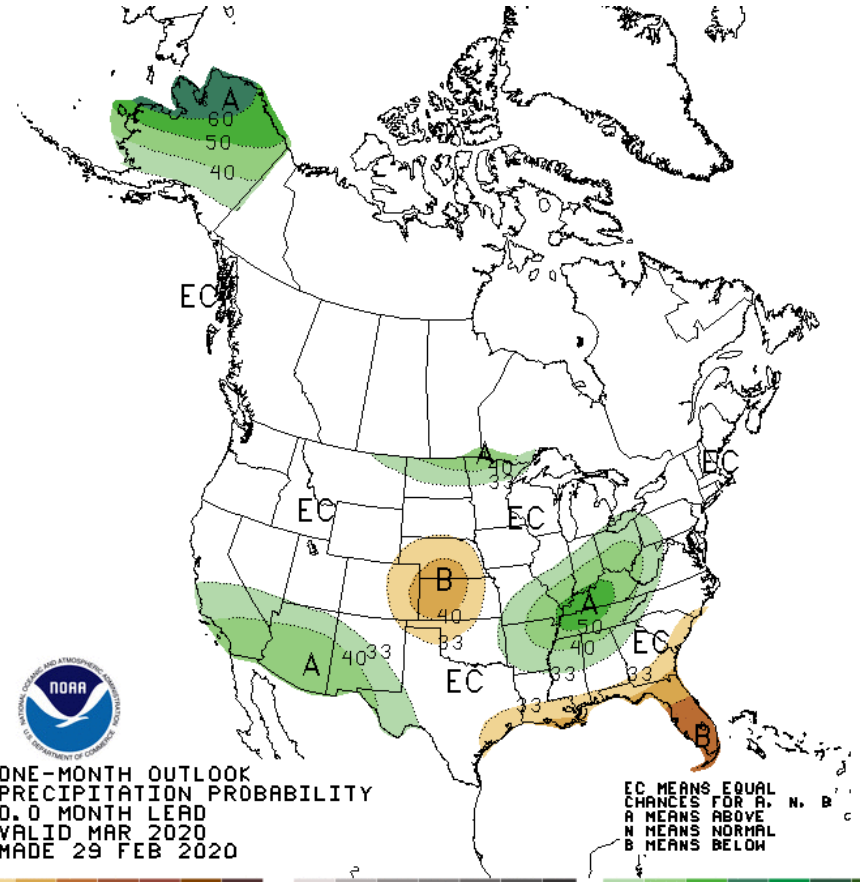 A
60
50
40
EC
A
40
33
EC
EC
EC
B
40
33
A
50
40
33
EC
33
33
A
40
33
EC
B
NATIONAL OCEANIC AND ATMOSPHERIC ADMINISTRATION
NOAA
U.S. DEPARTMENT OF COMMERCE
ONE-MONTH OUTLOOK
PRECIPITATION PROBABILITY
0.0 MONTH LEAD
VALID MAR 2020
MADE 29 FEB 2020
EC MEANS EQUAL
CHANCES FOR A, N, B
A MEANS ABOVE
N MEANS NORMAL
B MEANS BELOW